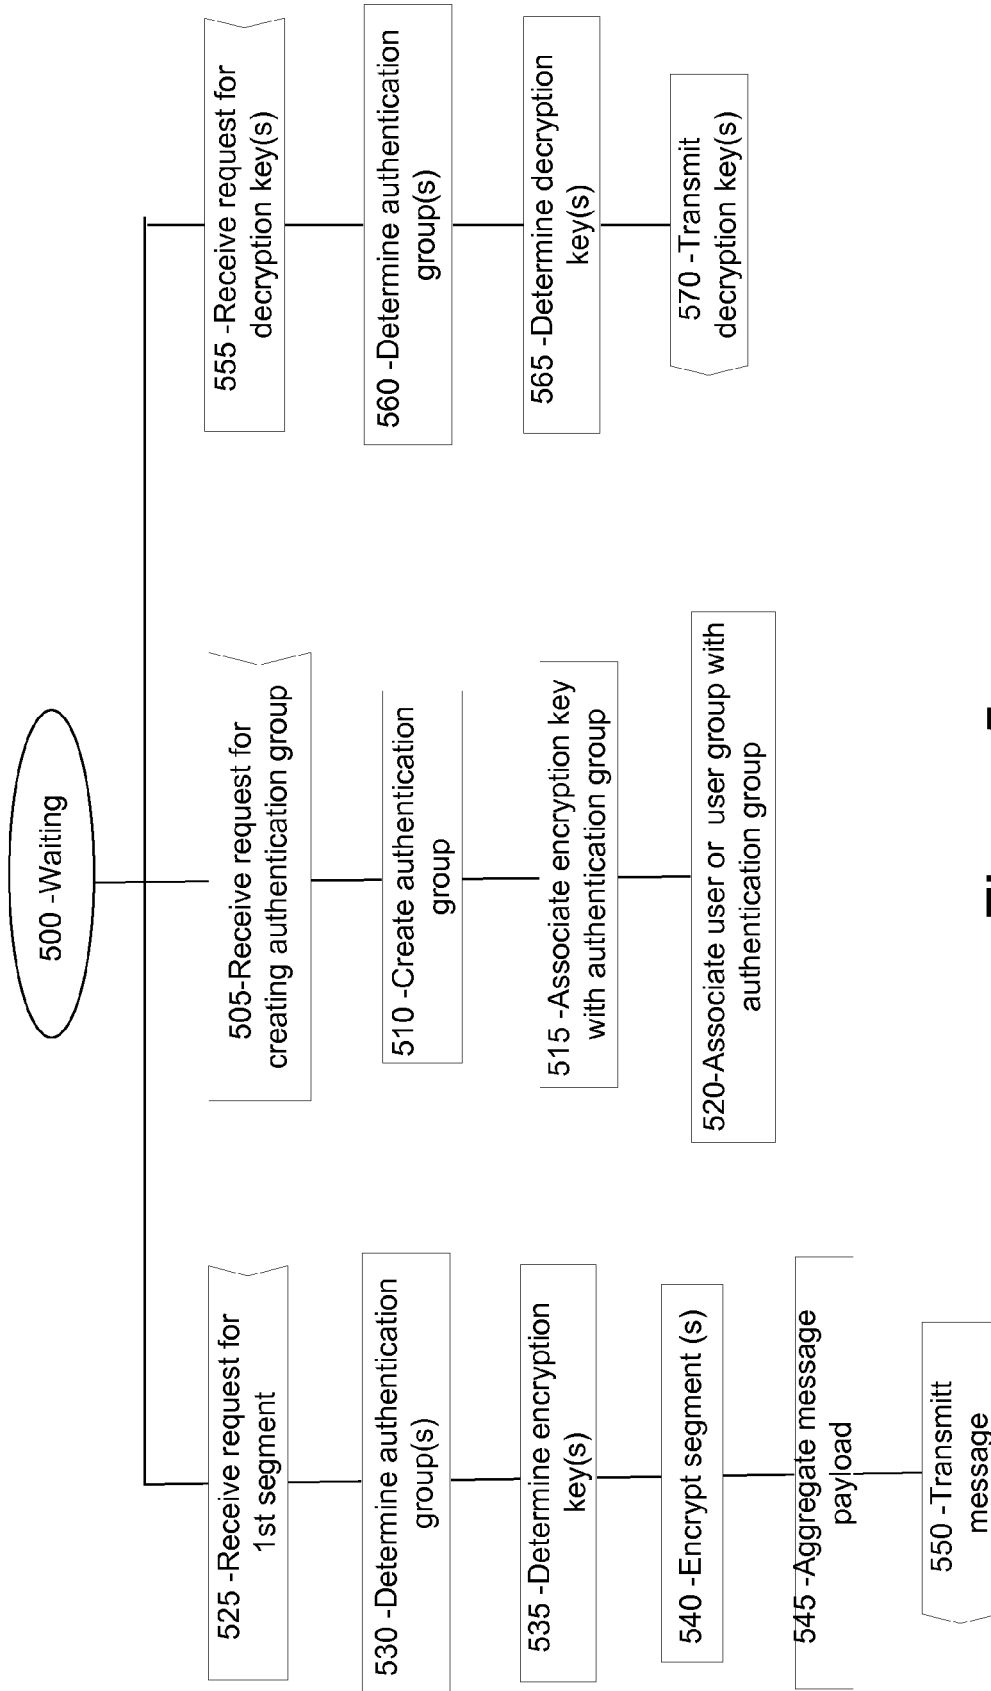 500 -Waiting
525 -Receive request for
1st segment
530 -Determine authentication
group(s)
535 -Determine encryption
key(s)
540 -Encrypt segment (s)
545 -Aggregate message
payload
550 -Transmitt
message
505-Receive request for
creating authentication group
510 -Create authentication
group
515 -Associate encryption key
with authentication group
520-Associate user or user group with
authentication group
555 -Receive request for
decryption key(s)
560 -Determine authentication
group(s)
565 -Determine decryption
key(s)
570 -Transmit
decryption key(s)